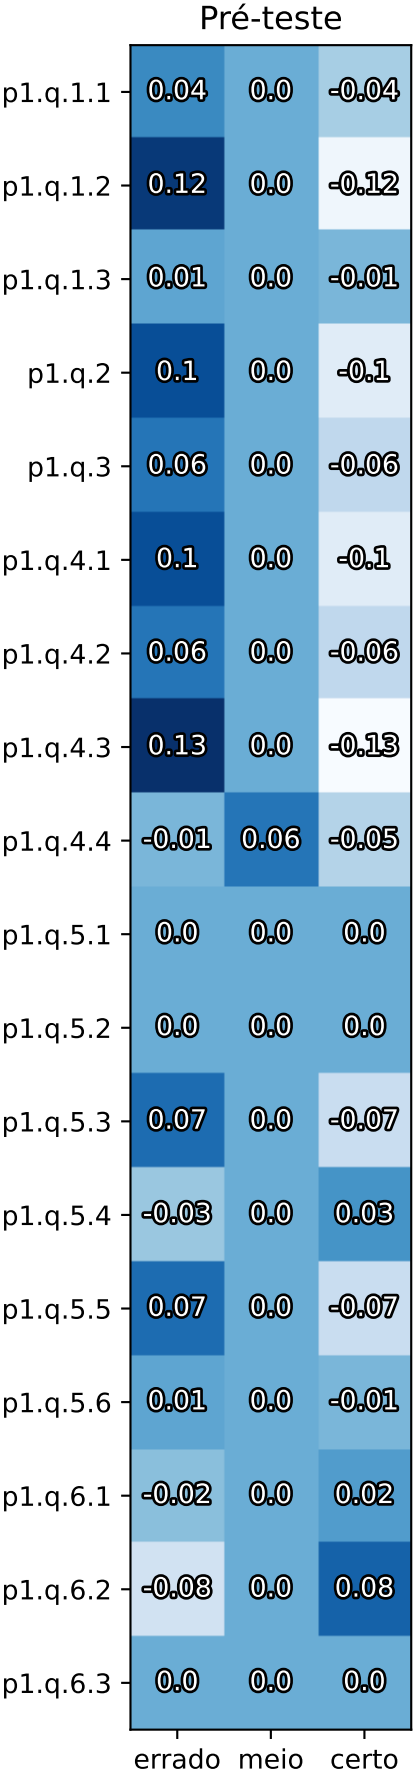 Pré-teste
p1.q.1.1 0.04 0.0 -0.04
p1.q.1.2 0.12 0.0 -0.12
p1.q.1.3 0.01 0.0 -0.01
p1.q.2 0.1 0.0 -0.1
p1.q.3 0.06 0.0 -0.06
p1.q.4.1 0.1 0.0 -0.1
p1.q.4.2 0.06 0.0 -0.06
p1.q.4.3 0.13 0.0 -0.13
p1.q.4.4 -0.01 0.06 -0.05
p1.q.5.1 0.0 0.0 0.0
p1.q.5.2 0.0 0.0 0.0
p1.q.5.3 0.07 0.0 -0.07
p1.q.5.4 -0.03 0.0 0.03
p1.q.5.5 0.07 0.0 -0.07
p1.q.5.6 0.01 0.0 -0.01
p1.q.6.1 -0.02 0.0 0.02
p1.q.6.2 -0.08 0.0 0.08
p1.q.6.3 0.0 0.0 0.0
errado meio certo